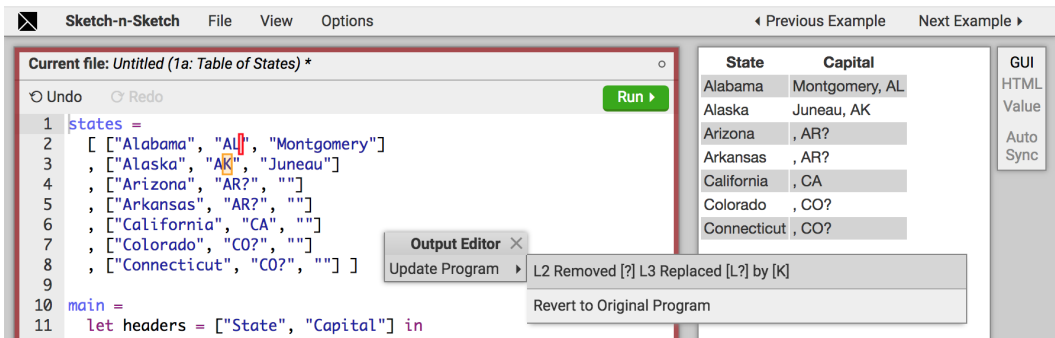 Sketch-n-Sketch File View Options Previous Example Next Example
Current file: Untitled (1a: Table of States) *
Undo Redo Run
1 states =
2 [ ["Alabama", "AL", "Montgomery"]
3 , ["Alaska", "AK", "Juneau"]
4 , ["Arizona", "AR?", ""]
5 , ["Arkansas", "AR?", ""]
6 , ["California", "CA", ""]
7 , ["Colorado", "CO?", ""]
8 , ["Connecticut", "CO?", ""] ]
9
10 main =
11 let headers = ["State", "Capital"] in
Output Editor
Update Program
L2 Removed [?] L3 Replaced [L?] by [K]
Revert to Original Program
State Capital
Alabama Montgomery, AL
Alaska Juneau, AK
Arizona , AR?
Arkansas , AR?
California , CA
Colorado , CO?
Connecticut , CO?
GUI
HTML
Value
Auto
Sync